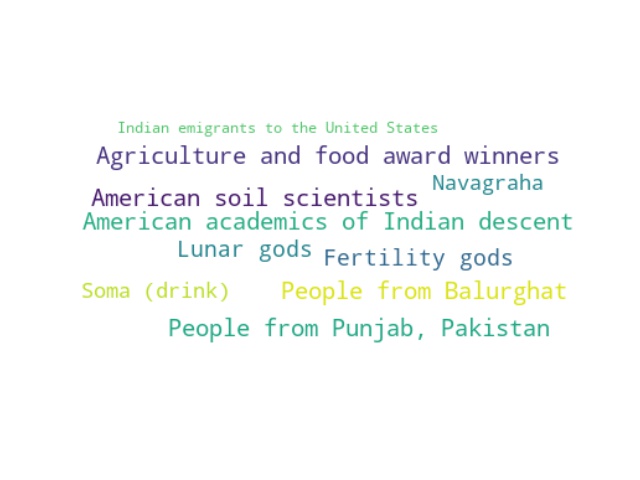 Indian emigrants to the United States
Agriculture and food award winners
Navagraha
American soil scientists
American academics of Indian descent
Lunar gods
Fertility gods
Soma (drink)
People from Balurghat
People from Punjab, Pakistan